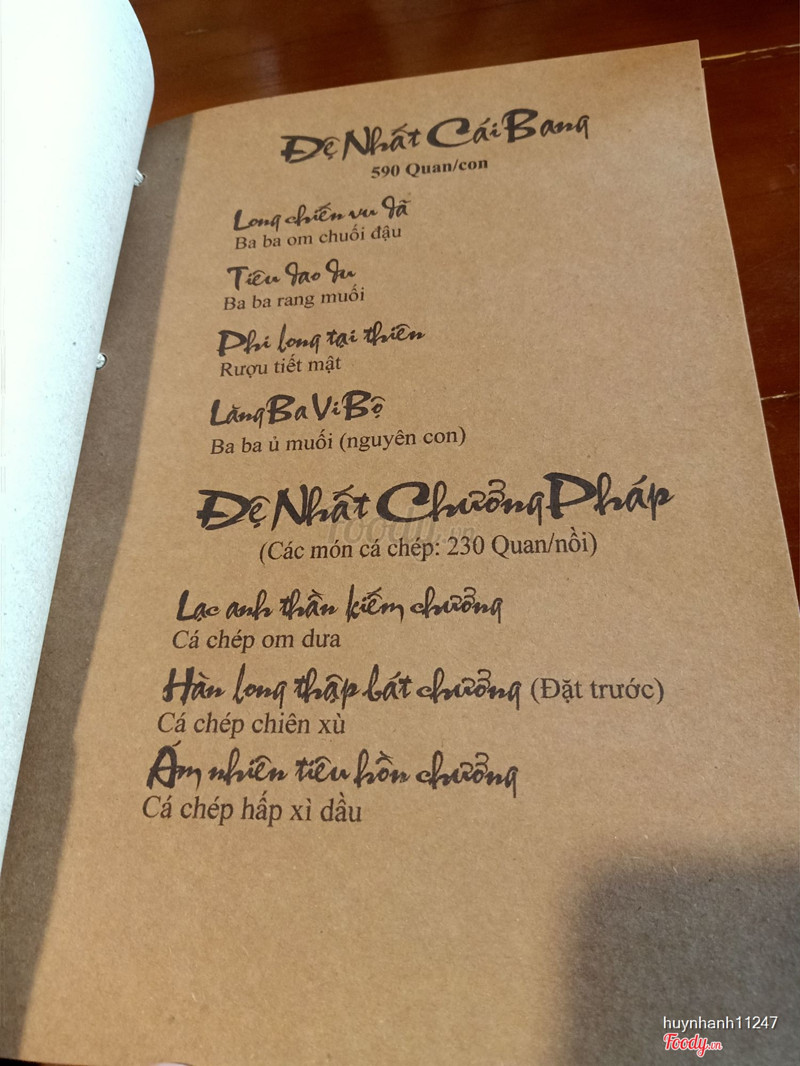 Đệ Nhất Cái Bang
590 Quan/con
Long chiến vu dã
Ba ba om chuối đậu
Tiêu dao du
Ba ba rang muối
Phi long tại thiên
Rượu tiết mật
Lăng Ba Vi Bộ
Ba ba ủ muối (nguyên con)
Đệ Nhất Chưởng Pháp
(Các món cá chép: 230 Quan/nồi)
Lạc anh thần kiếm chưởng
Cá chép om dưa
Hàn long thập bát chưởng (Đặt trước)
Cá chép chiên xù
Ám nhiên tiêu hồn chưởng
Cá chép hấp xì dầu
Foody.vn
huynhanh11247
Foody.vn